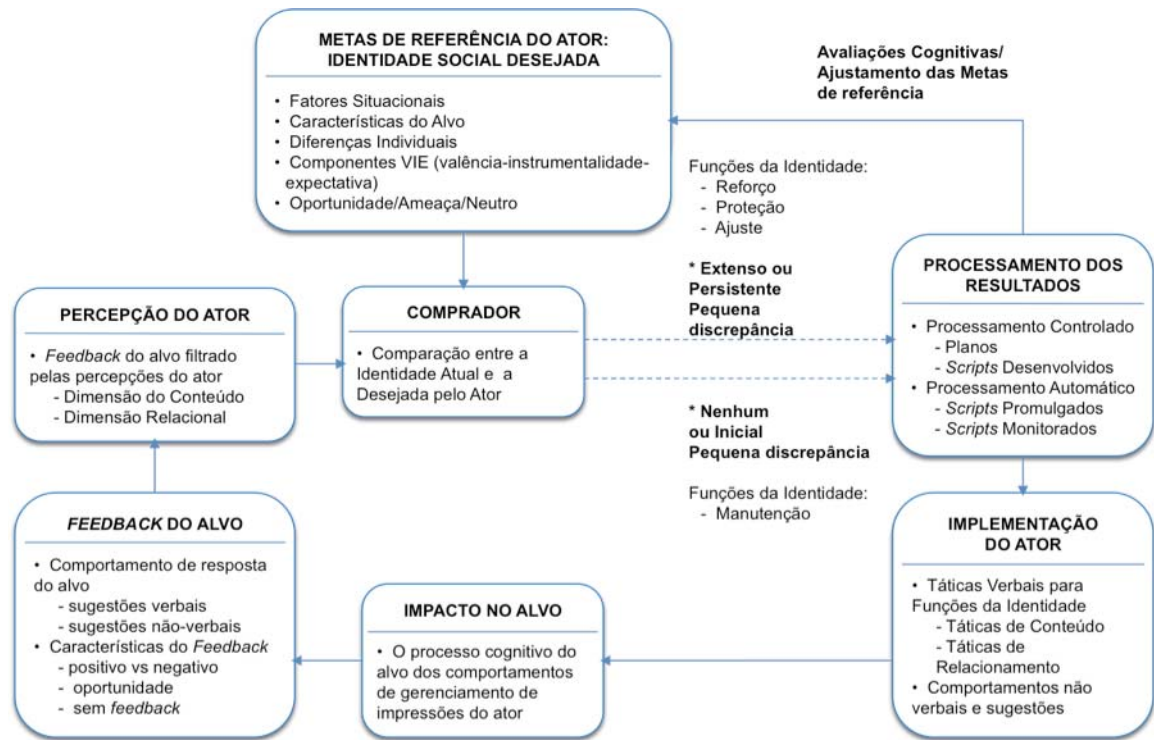 METAS DE REFERÊNCIA DO ATOR:
IDENTIDADE SOCIAL DESEJADA
• Fatores Situacionais
• Características do Alvo
• Diferenças Individuais
• Componentes VIE (valência-instrumentalidade-
expectativa)
• Oportunidade/Ameaça/Neutro
Avaliações Cognitivas/
Ajustamento das Metas
de referência
Funções da Identidade:
- Reforço
- Proteção
- Ajuste
* Extenso ou
Persistente
Pequena
discrepância
PERCEPÇÃO DO ATOR
• Feedback do alvo filtrado
pelas percepções do ator
- Dimensão do Conteúdo
- Dimensão Relacional
COMPRADOR
• Comparação entre a
Identidade Atual e a
Desejada pelo Ator
PROCESSAMENTO DOS
RESULTADOS
• Processamento Controlado
- Planos
- Scripts Desenvolvidos
• Processamento Automático
- Scripts Promulgados
- Scripts Monitorados
* Nenhum
ou Inicial
Pequena discrepância
Funções da Identidade:
- Manutenção
FEEDBACK DO ALVO
• Comportamento de resposta
do alvo
- sugestões verbais
- sugestões não-verbais
• Características do Feedback
- positivo vs negativo
- oportunidade
- sem feedback
IMPACTO NO ALVO
• O processo cognitivo do
alvo dos comportamentos
de gerenciamento de
impressões do ator
IMPLEMENTAÇÃO
DO ATOR
• Táticas Verbais para
Funções da Identidade
- Táticas de Conteúdo
- Táticas de
Relacionamento
• Comportamentos não
verbais e sugestões